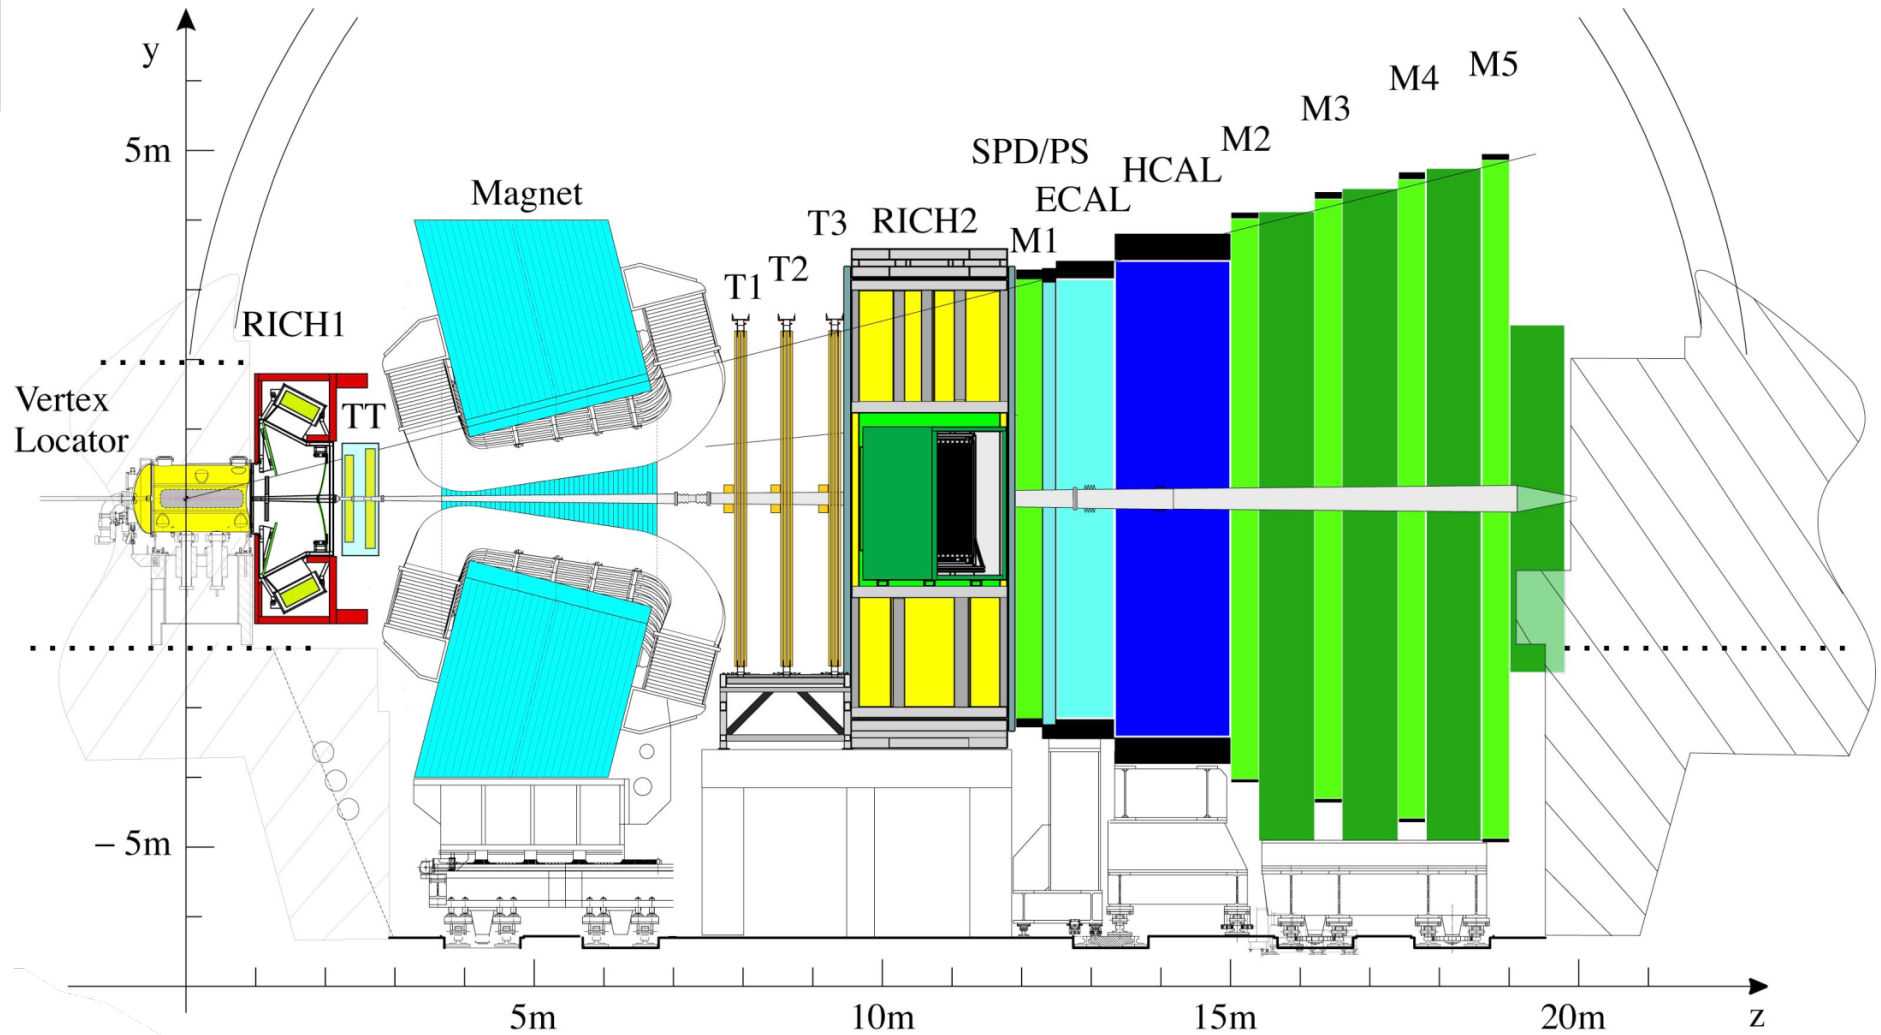 y
5m
Vertex
Locator
RICH1
TT
Magnet
T1
T2
T3
RICH2
M1
SPD/PS
ECAL
HCAL
M2
M3
M4
M5
− 5m
5m
10m
15m
20m
z